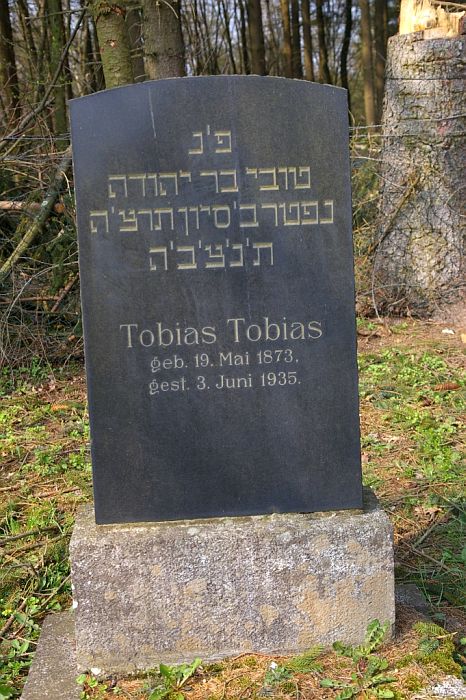 פ'נ
טובי בר יהודה
נפטר ב' סיון תרצ'ה
ת'נ'צ'ב'ה
Tobias Tobias
geb. 19. Mai 1873,
gest. 3. Juni 1935.